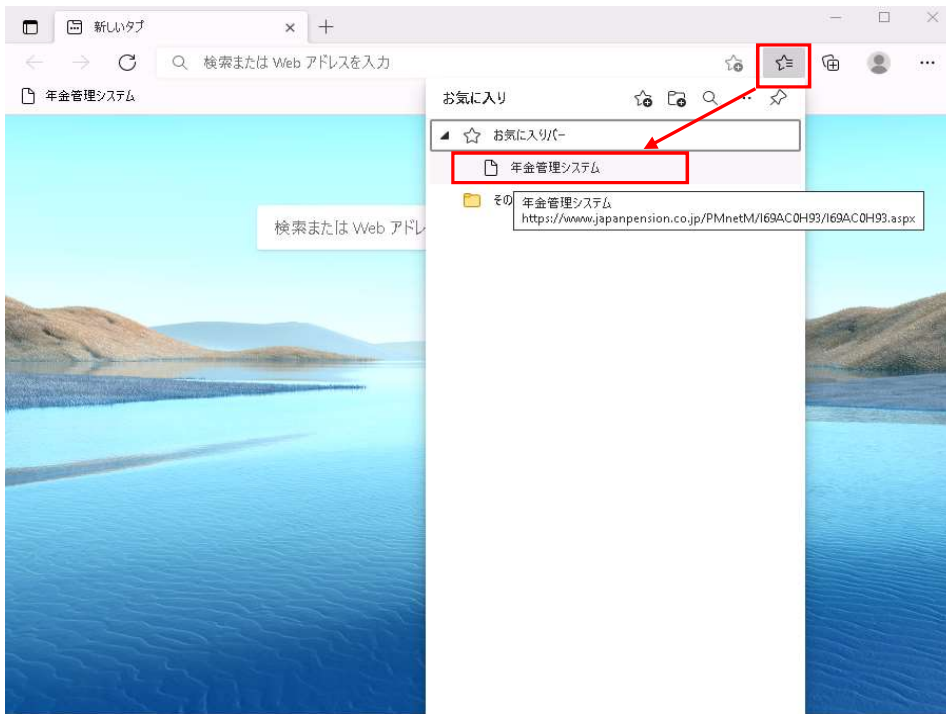 新しいタブ
検索または Web アドレスを入力
年金管理システム
お気に入り
お気に入りバー
年金管理システム
その
年金管理システム
https://www.japanpension.co.jp/PMnetM/I69AC0H93/I69AC0H93.aspx
検索または Web アドレ